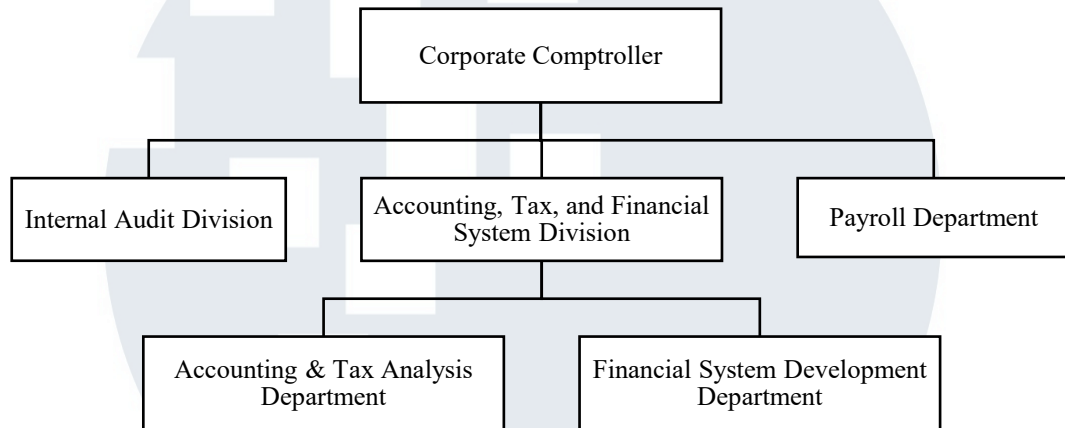 Corporate Comptroller
Internal Audit Division
Accounting, Tax, and Financial
System Division
Payroll Department
Accounting & Tax Analysis
Department
Financial System Development
Department